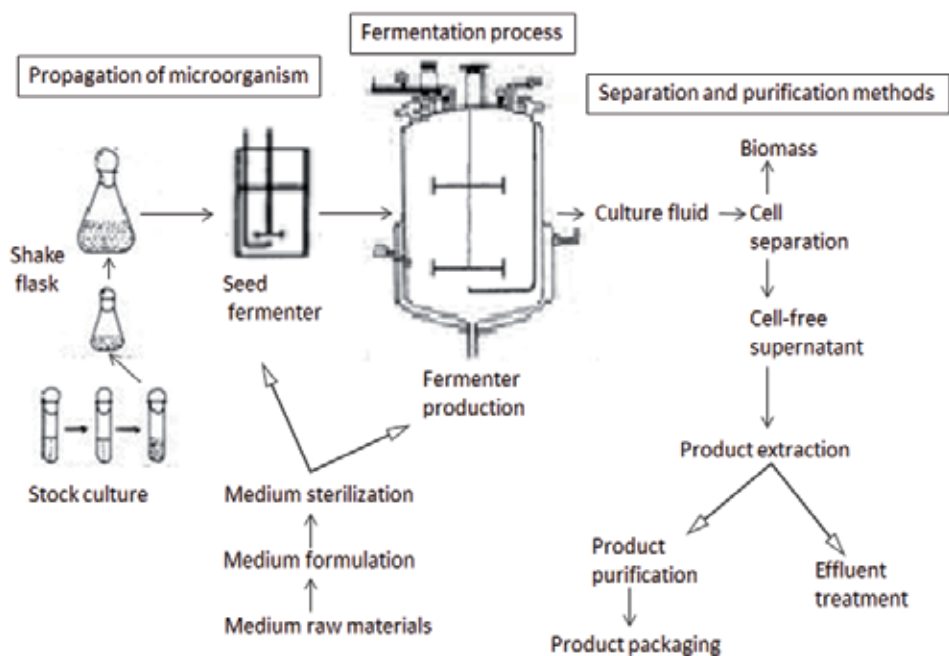 Fermentation process
Propagation of microorganism
Separation and purification methods
Biomass
Culture fluid
Cell
separation
Shake
flask
Seed
fermenter
Cell-free
supernatant
Fermenter
production
Product extraction
Stock culture
Medium sterilization
Medium formulation
Medium raw materials
Product
purification
Effluent
treatment
Product packaging